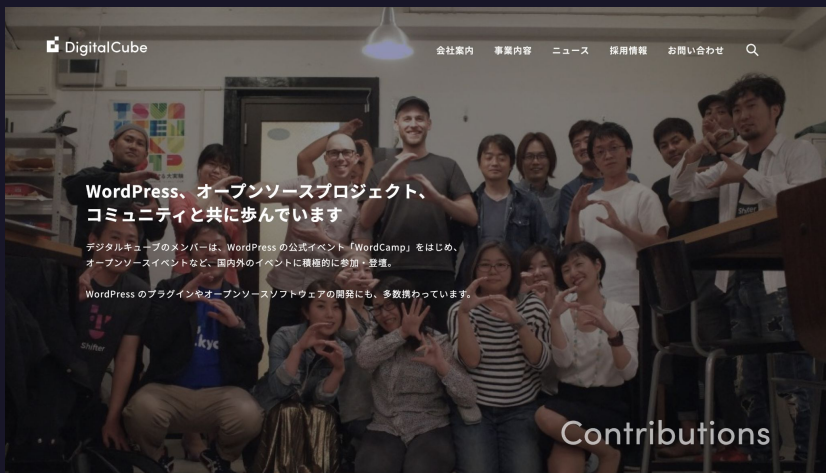 DigitalCube
会社案内 事業内容 ニュース 採用情報 お問い合わせ
WordPress、オープンソースプロジェクト、
コミュニティと共に歩んでいます
デジタルキューブのメンバーは、WordPress の公式イベント「WordCamp」をはじめ、
オープンソースイベントなど、国内外のイベントに積極的に参加・登壇。
WordPress のプラグインやオープンソースソフトウェアの開発にも、多数携わっています。
Shifter
Contributions